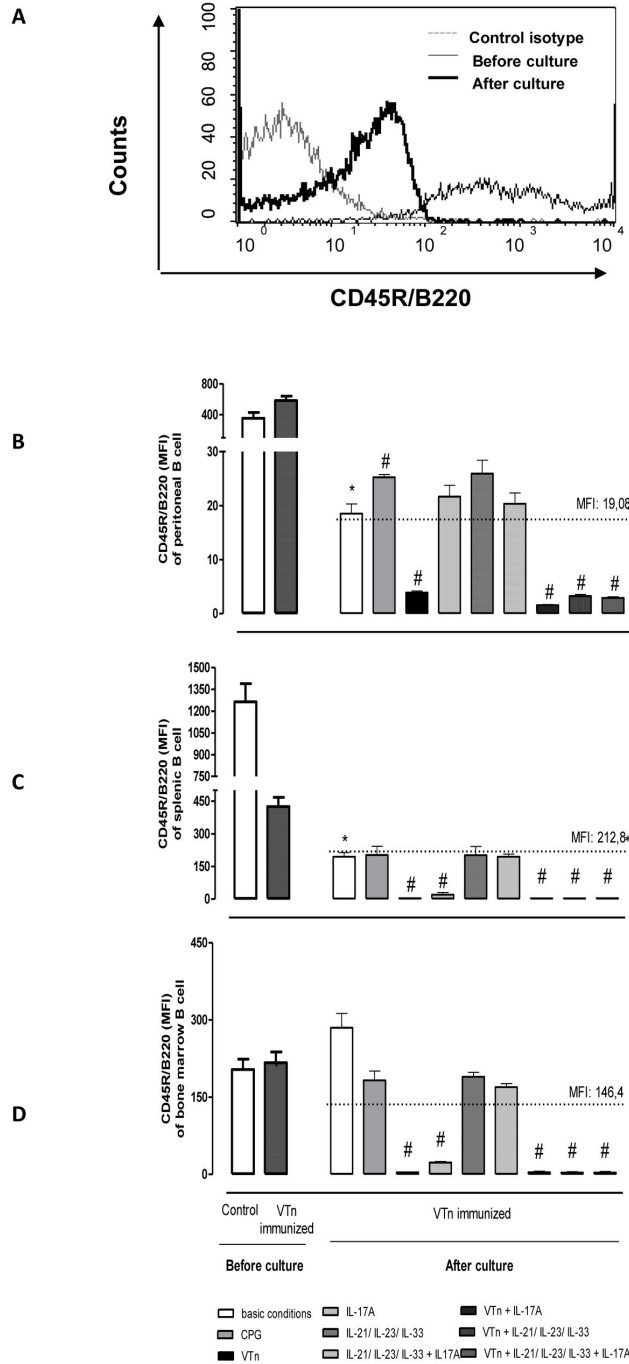 A
Control isotype
Before culture
After culture
100
80
60
40
20
0
Counts
10 0
10 1
10 2
10 3
10 4
CD45R/B220
B
CD45R/B220 (MFI)
of peritoneal B cell
800
400
30
20
10
0
*
#
#
#
#
#
MFI: 19,08
C
CD45R/B220 (MFI)
of splenic B cell
1500
1350
1200
1050
900
750
450
300
150
0
*
#
#
#
#
#
MFI: 212,8
D
CD45R/B220 (MFI)
of bone marrow B cell
450
300
150
0
#
#
#
#
#
MFI: 146,4
Control
VTn
immunized
VTn immunized
Before culture
After culture
basic conditions
CPG
VTn
IL-17A
IL-21/ IL-23/ IL-33
IL-21/ IL-23/ IL-33 + IL17A
VTn + IL-17A
VTn + IL-21/ IL-23/ IL-33
VTn + IL-21/ IL-23/ IL-33 + IL-17A